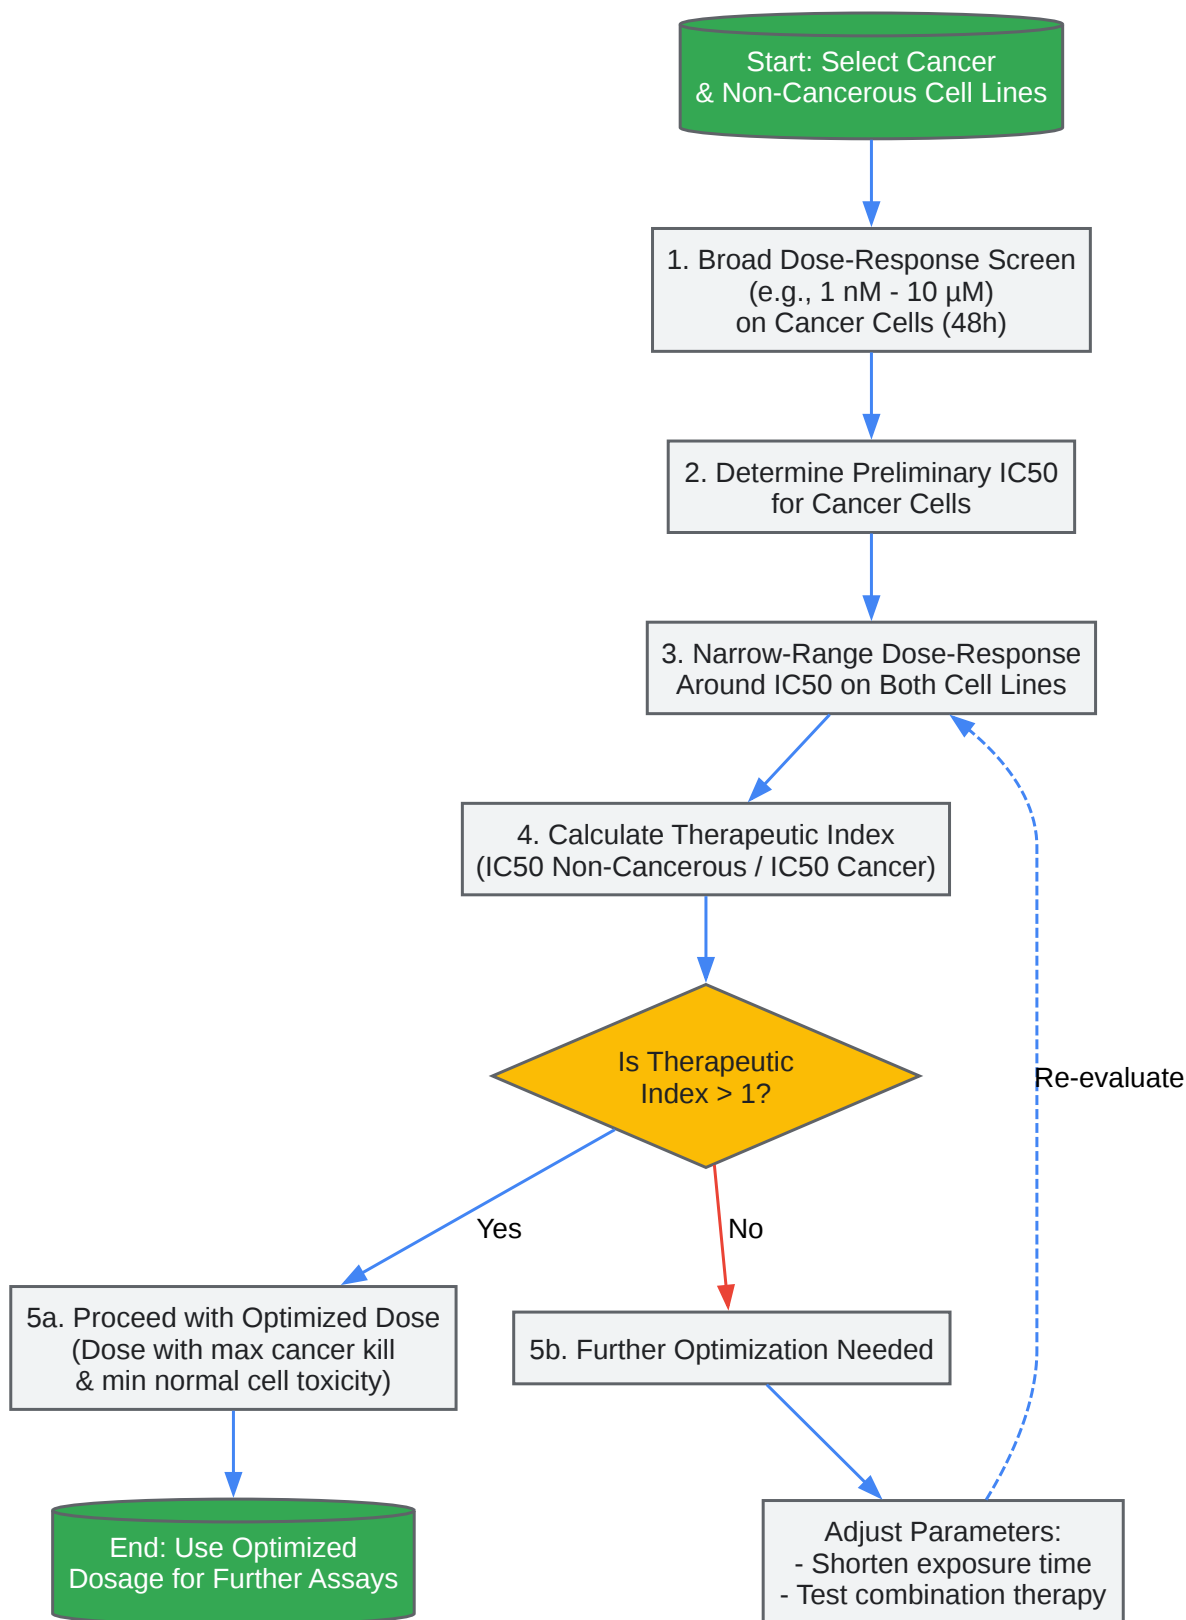 Start: Select Cancer
& Non-Cancerous Cell Lines
1. Broad Dose-Response Screen
(e.g., 1 nM - 10 µM)
on Cancer Cells (48h)
2. Determine Preliminary IC50
for Cancer Cells
3. Narrow-Range Dose-Response
Around IC50 on Both Cell Lines
4. Calculate Therapeutic Index
(IC50 Non-Cancerous / IC50 Cancer)
Is Therapeutic
Index > 1?
Re-evaluate
Yes
No
5a. Proceed with Optimized Dose
(Dose with max cancer kill
& min normal cell toxicity)
5b. Further Optimization Needed
End: Use Optimized
Dosage for Further Assays
Adjust Parameters:
- Shorten exposure time
- Test combination therapy